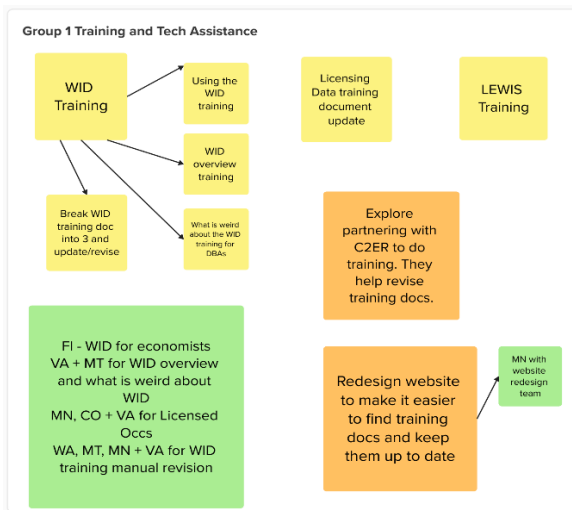 Group 1 Training and Tech Assistance
WID
Training
Using the
WID
training
Licensing
Data training
document
update
LEWIS
Training
WID
overview
training
Break WID
training doc
into 3 and
update/revise
What is weird
about the WID
training for
DBAs
Explore
partnering with
C2ER to do
training. They
help revise
training docs.
FI - WID for economists
VA + MT for WID overview
and what is weird about
WID
MN, CO + VA for Licensed
Occs
WA, MT, MN + VA for WID
training manual revision
Redesign website
to make it easier
to find training
docs and keep
them up to date
MN with
website
redesign
team